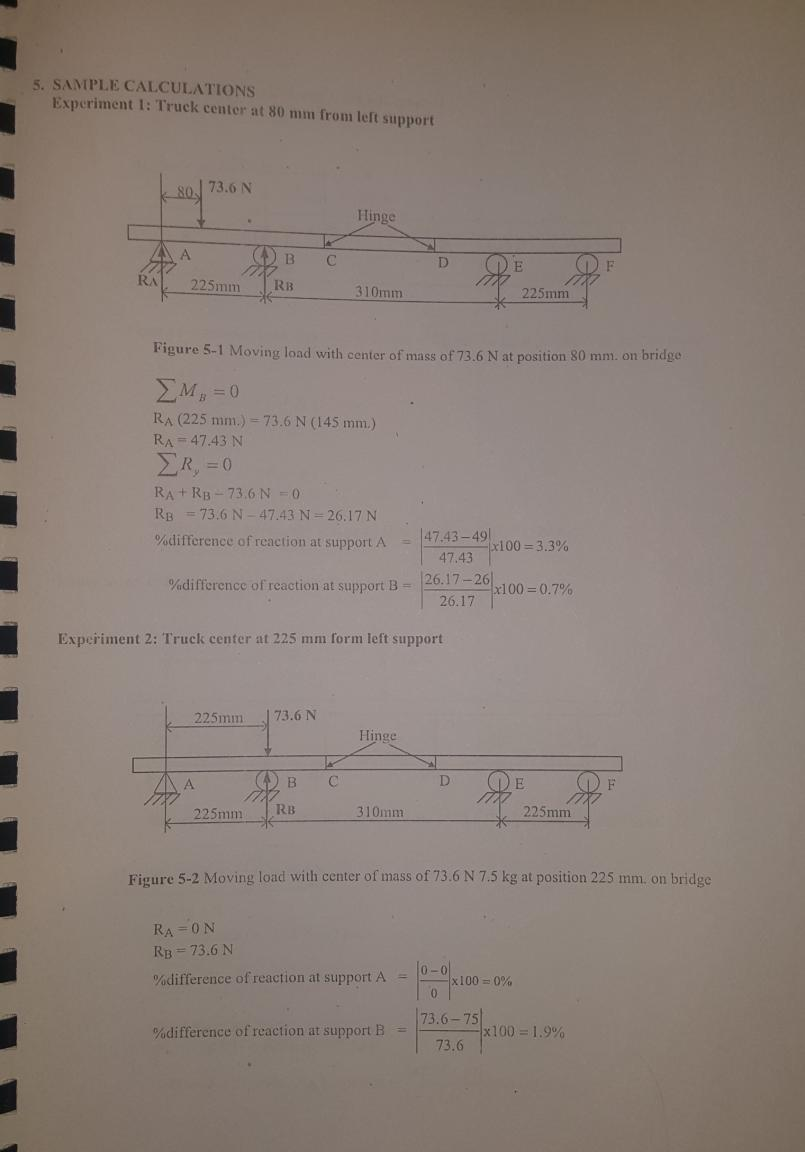 5. SAMPLE CALCULATIONS
Experiment 1: Truck center at 80 mm from left support
80 73.6 N
Hinge
A B C D E F
RA 225mm RB 310mm 225mm
Figure 5-1 Moving load with center of mass of 73.6 N at position 80 mm. on bridge
∑M_B = 0
RA (225 mm.) = 73.6 N (145 mm.)
RA = 47.43 N
∑R_y = 0
RA + RB – 73.6 N = 0
RB = 73.6 N – 47.43 N = 26.17 N
%difference of reaction at support A = |(47.43 – 49)/47.43| x100 = 3.3%
%difference of reaction at support B = |(26.17 – 26)/26.17| x100 = 0.7%
Experiment 2: Truck center at 225 mm form left support
225mm 73.6 N
Hinge
A B C D E F
225mm RB 310mm 225mm
Figure 5-2 Moving load with center of mass of 73.6 N 7.5 kg at position 225 mm. on bridge
RA = 0 N
RB = 73.6 N
%difference of reaction at support A = |(0 – 0)/0| x100 = 0%
%difference of reaction at support B = |(73.6 – 75)/73.6| x100 = 1.9%